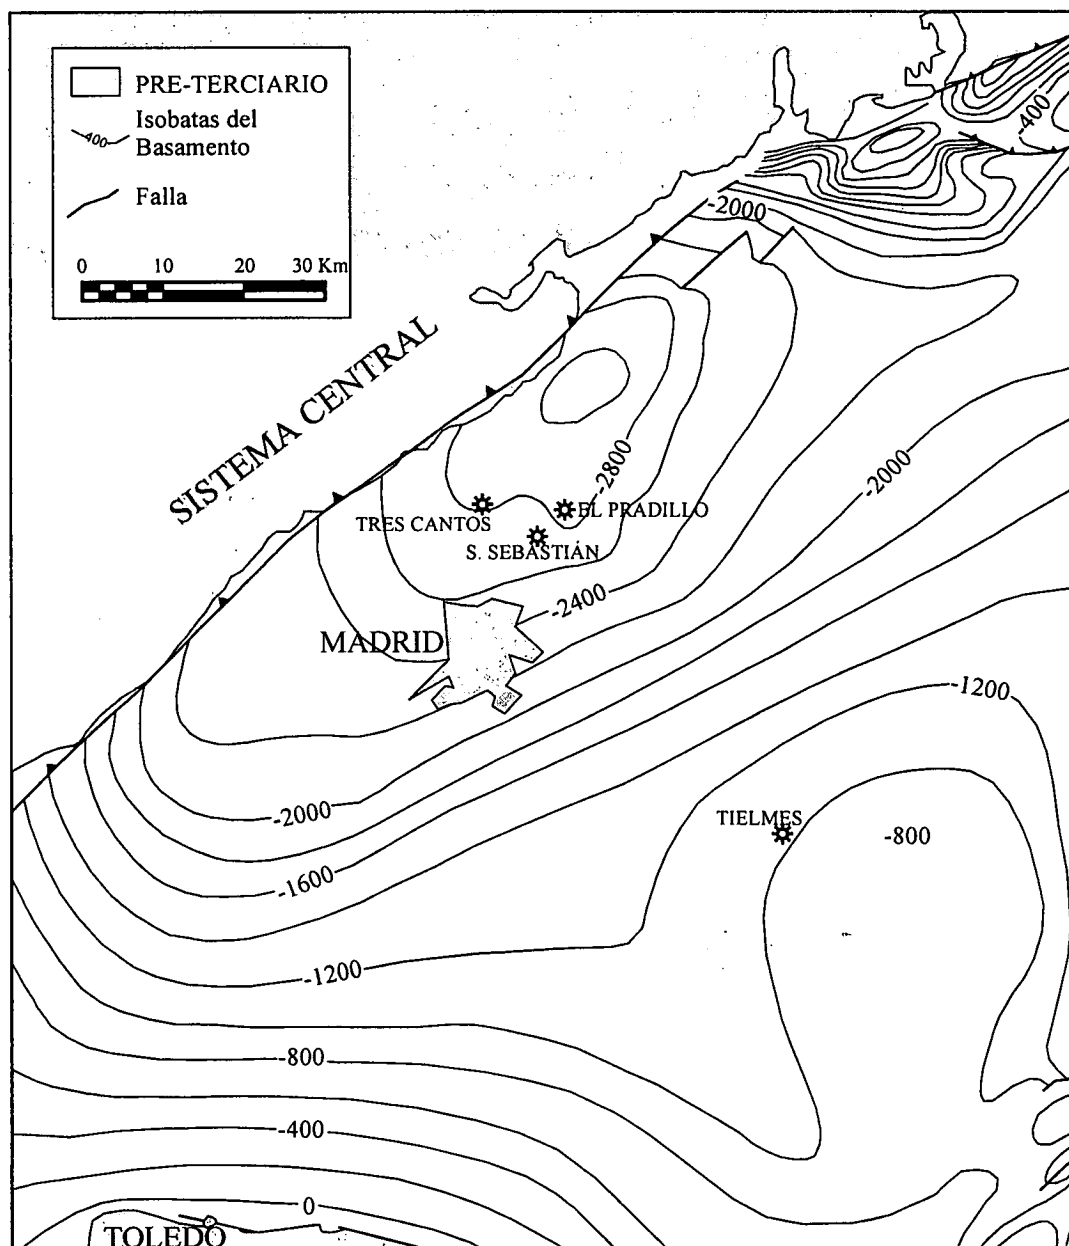 PRE-TERCIARIO
-400
Isobatas del
Basamento
Falla
0 10 20 30 Km
-400
-2000
SISTEMA CENTRAL
-2800
-2000
TRES CANTOS
EL PRADILLO
S. SEBASTIÁN
-2400
MADRID
-1200
-2000
TIELMES
-800
-1600
-1200
-800
-400
0
TOLEDO